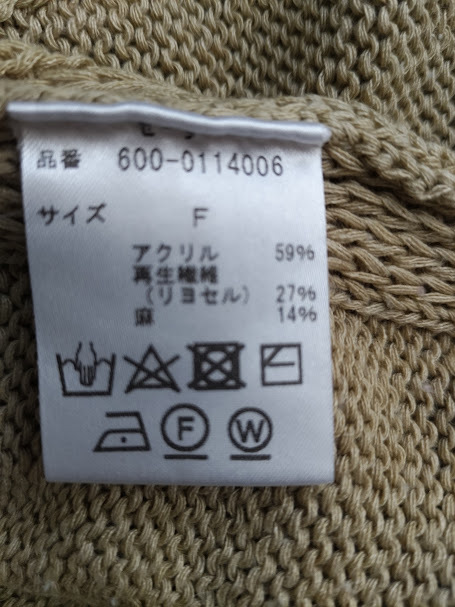 品番 600-0114006
サイズ F
アクリル 59%
再生繊維
（リヨセル） 27%
麻 14%
F W